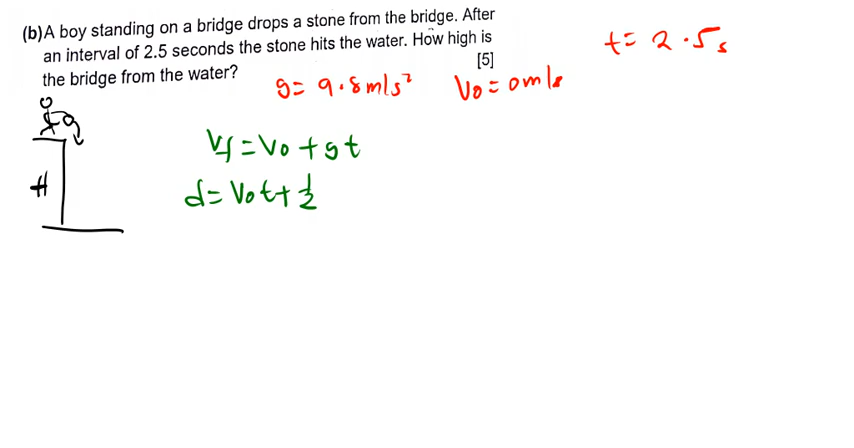 (b)A boy standing on a bridge drops a stone from the bridge. After
an interval of 2.5 seconds the stone hits the water. How high is
the bridge from the water? [5]
t= 2.5s
g= 9.8m/s² Vo=0m/s
H
Vf=Vo+gt
d=Vot+½